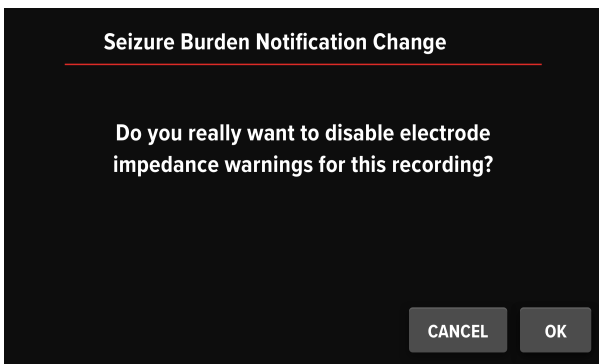 Seizure Burden Notification Change
Do you really want to disable electrode
impedance warnings for this recording?
CANCEL OK